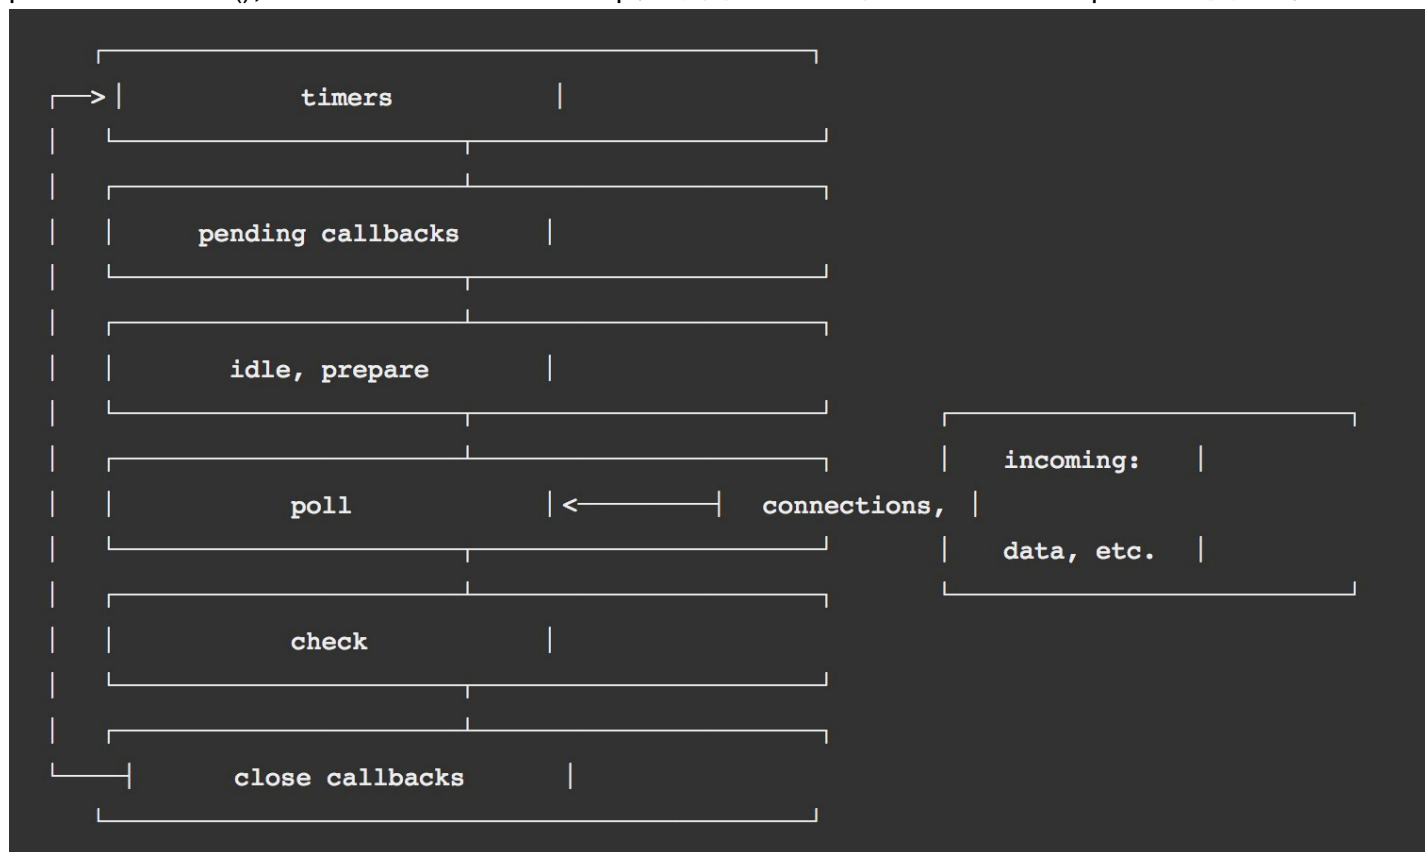 timers
pending callbacks
idle, prepare
incoming:
poll
connections,
data, etc.
check
close callbacks